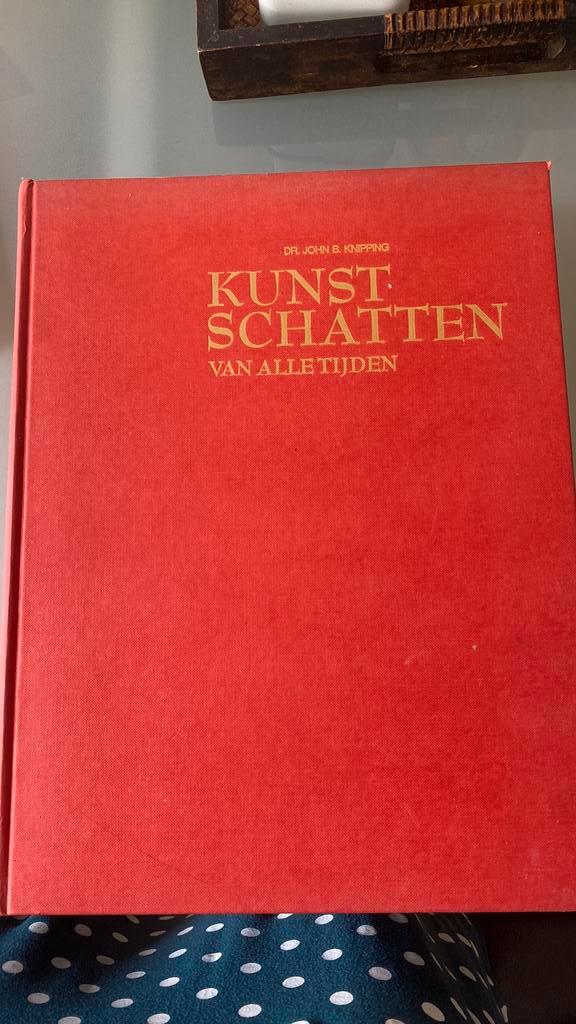 DR. JOHN B. KNIPPING
KUNST
SCHATTEN
VAN ALLE TIJDEN